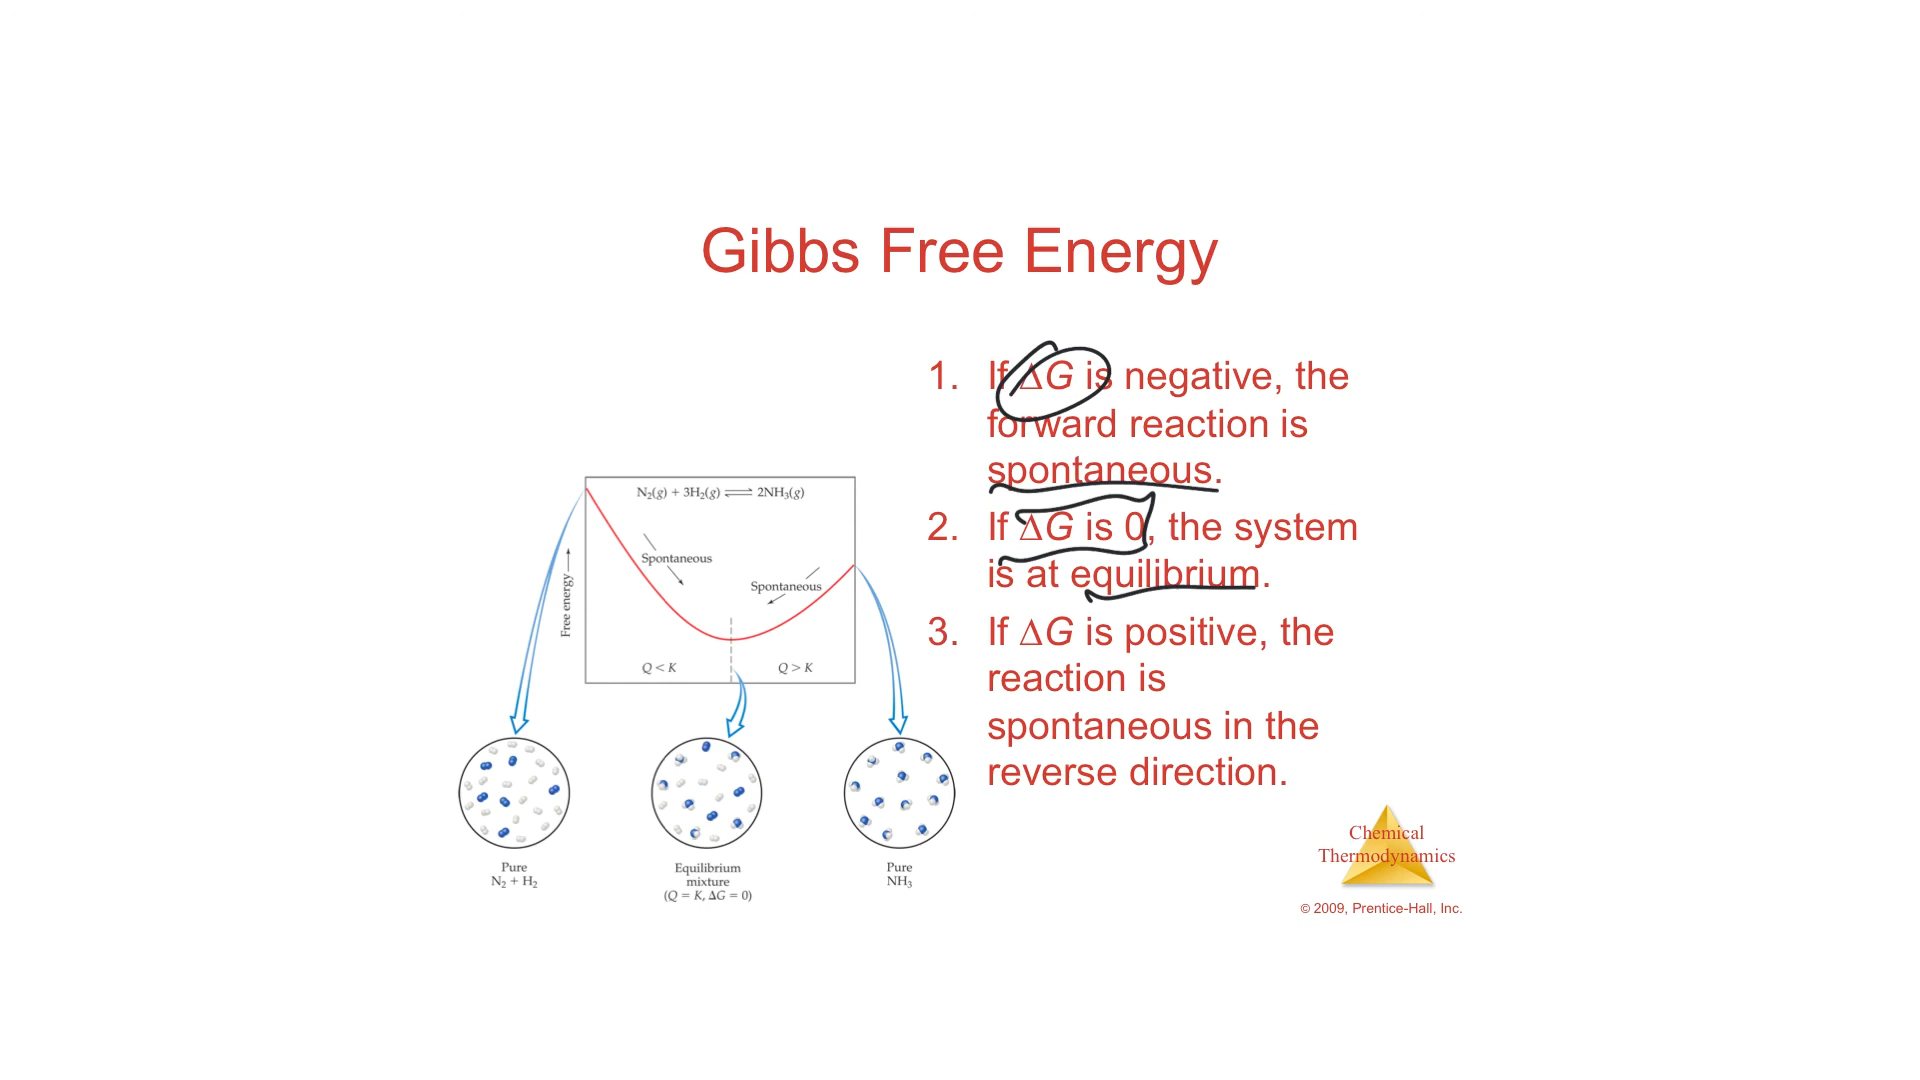 Gibbs Free Energy
1. If ΔG is negative, the
forward reaction is
spontaneous.
2. If ΔG is 0, the system
is at equilibrium.
3. If ΔG is positive, the
reaction is
spontaneous in the
reverse direction.
N₂(g) + 3H₂(g) ⇌ 2NH₃(g)
Spontaneous
Spontaneous
Free energy →
Q < K
Q > K
Pure
N₂ + H₂
Equilibrium
mixture
(Q = K, ΔG = 0)
Pure
NH₃
Chemical
Thermodynamics
© 2009, Prentice-Hall, Inc.